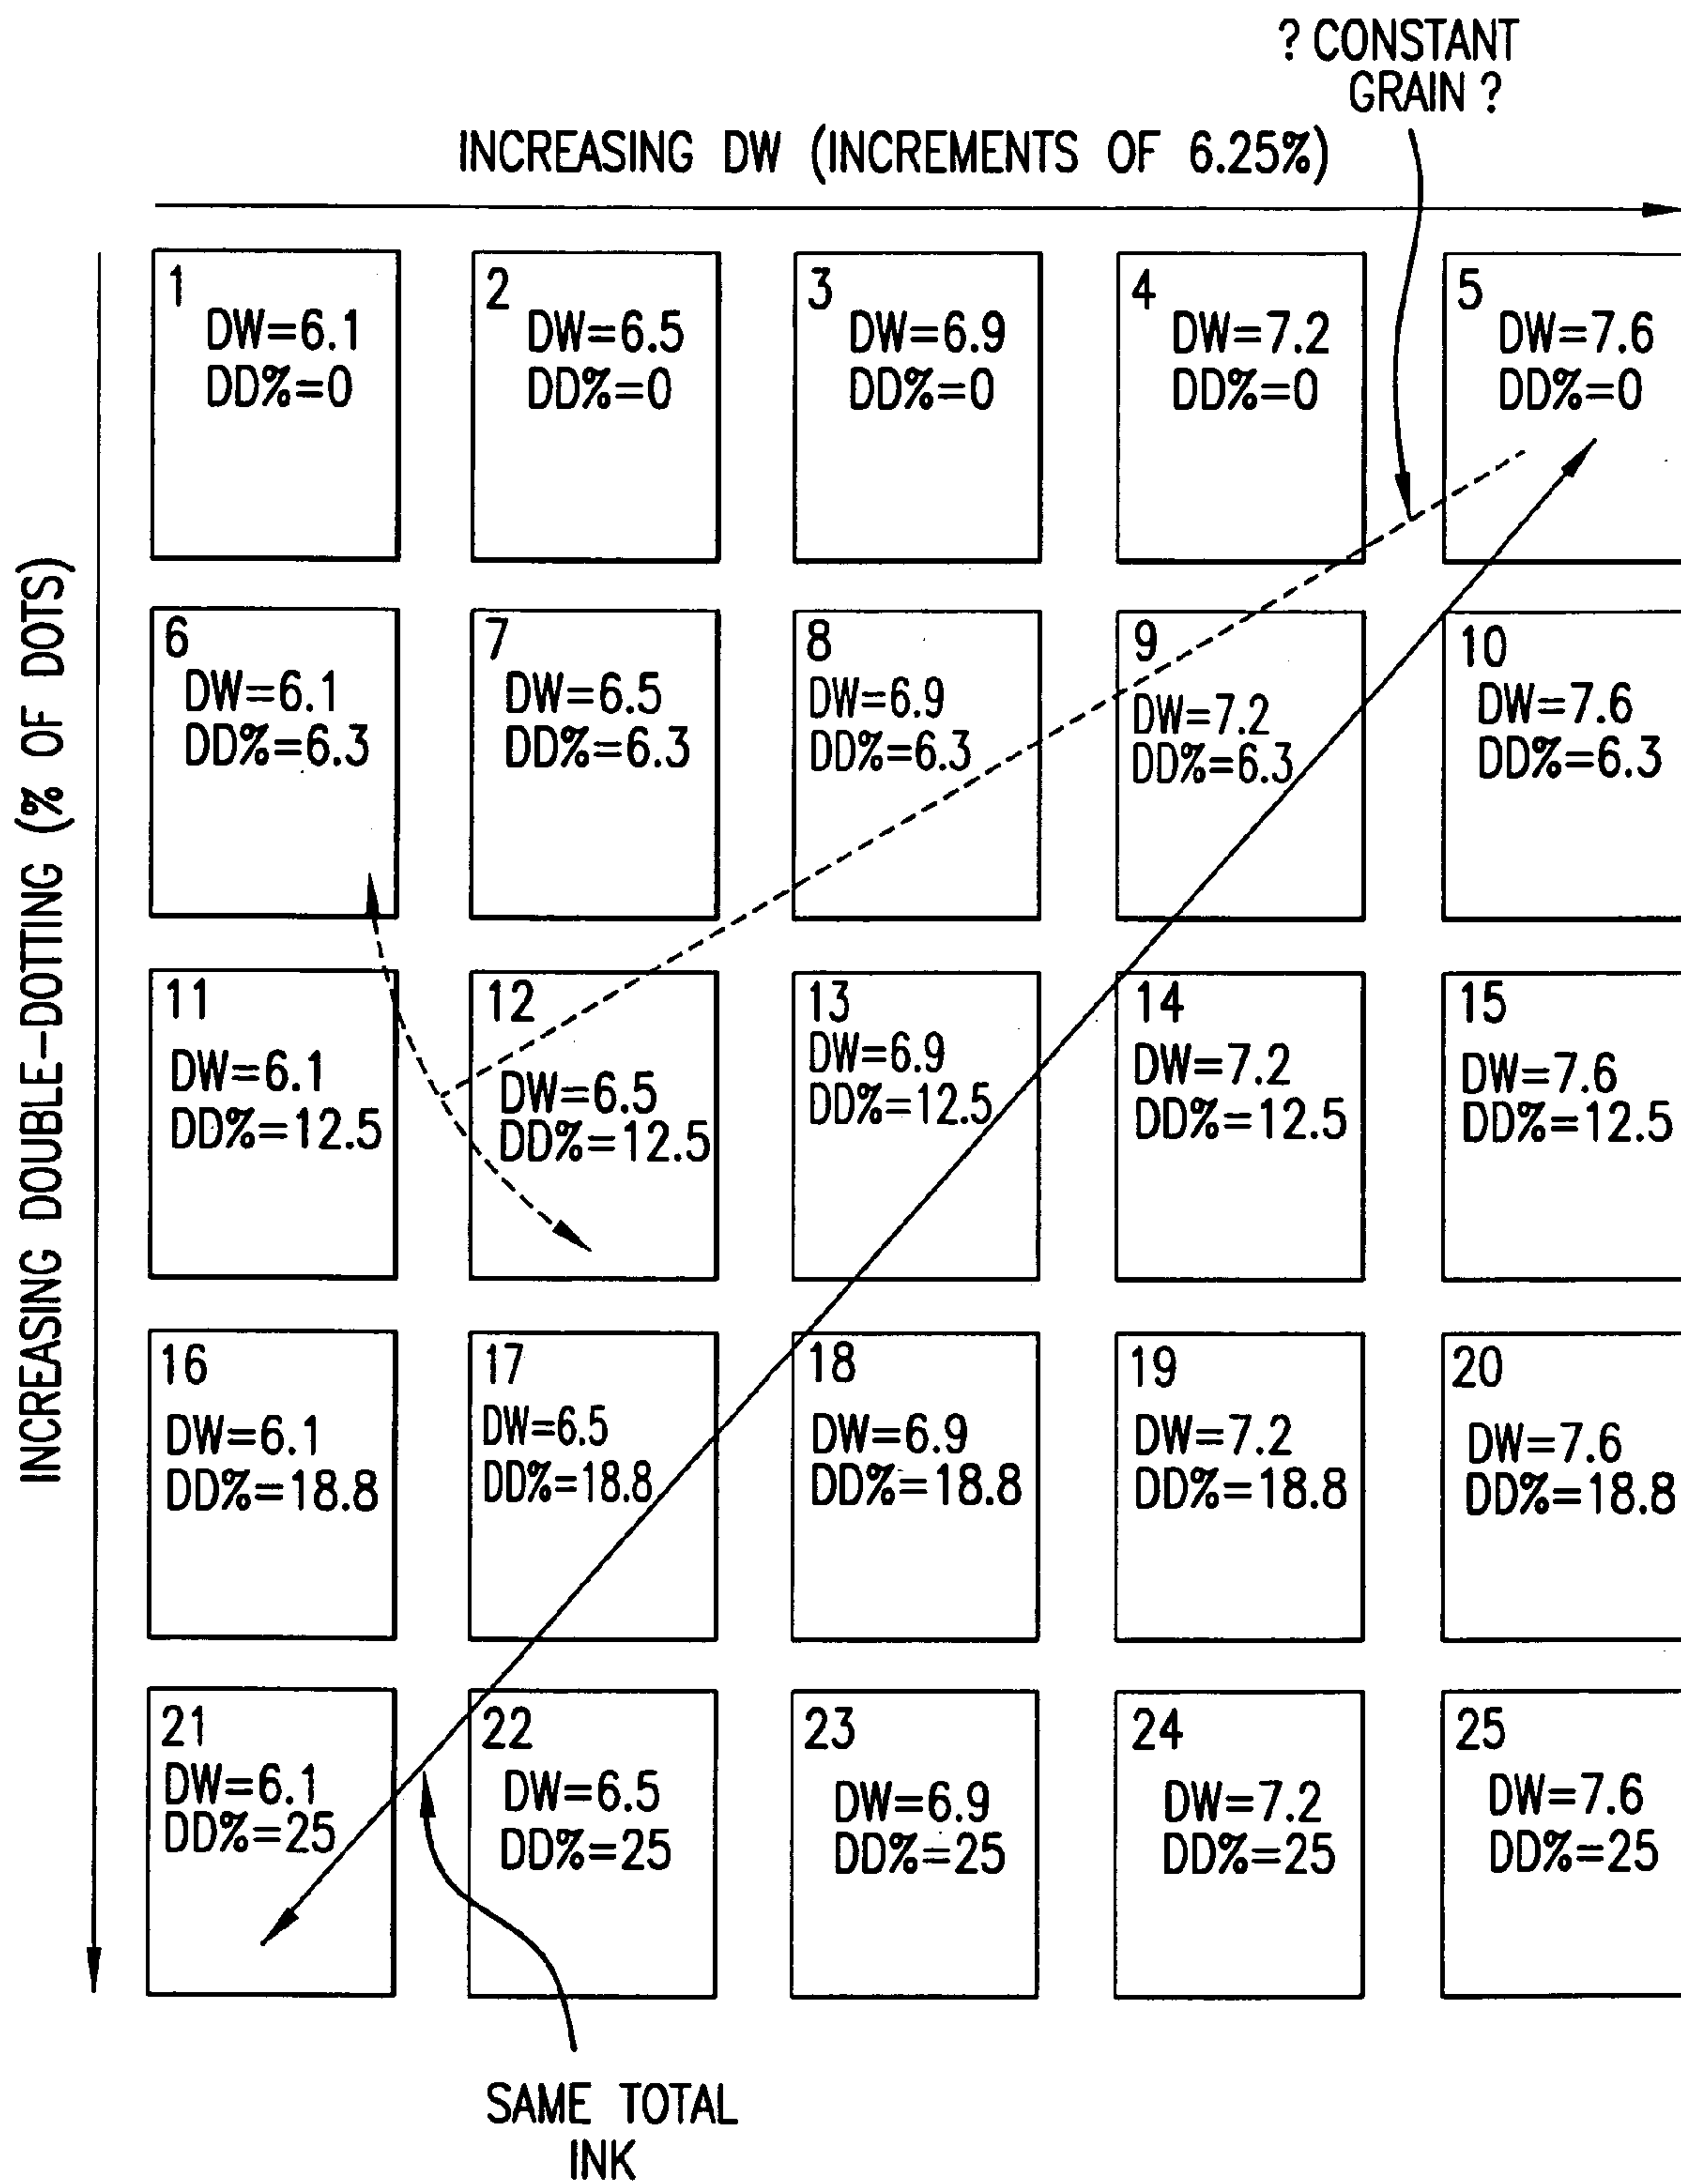 ? CONSTANT
GRAIN ?
INCREASING DW (INCREMENTS OF 6.25%)
INCREASING DOUBLE-DOTTING (% OF DOTS)
1
DW=6.1
DD%=0
2
DW=6.5
DD%=0
3
DW=6.9
DD%=0
4
DW=7.2
DD%=0
5
DW=7.6
DD%=0
6
DW=6.1
DD%=6.3
7
DW=6.5
DD%=6.3
8
DW=6.9
DD%=6.3
9
DW=7.2
DD%=6.3
10
DW=7.6
DD%=6.3
11
DW=6.1
DD%=12.5
12
DW=6.5
DD%=12.5
13
DW=6.9
DD%=12.5
14
DW=7.2
DD%=12.5
15
DW=7.6
DD%=12.5
16
DW=6.1
DD%=18.8
17
DW=6.5
DD%=18.8
18
DW=6.9
DD%=18.8
19
DW=7.2
DD%=18.8
20
DW=7.6
DD%=18.8
21
DW=6.1
DD%=25
22
DW=6.5
DD%=25
23
DW=6.9
DD%=25
24
DW=7.2
DD%=25
25
DW=7.6
DD%=25
SAME TOTAL
INK